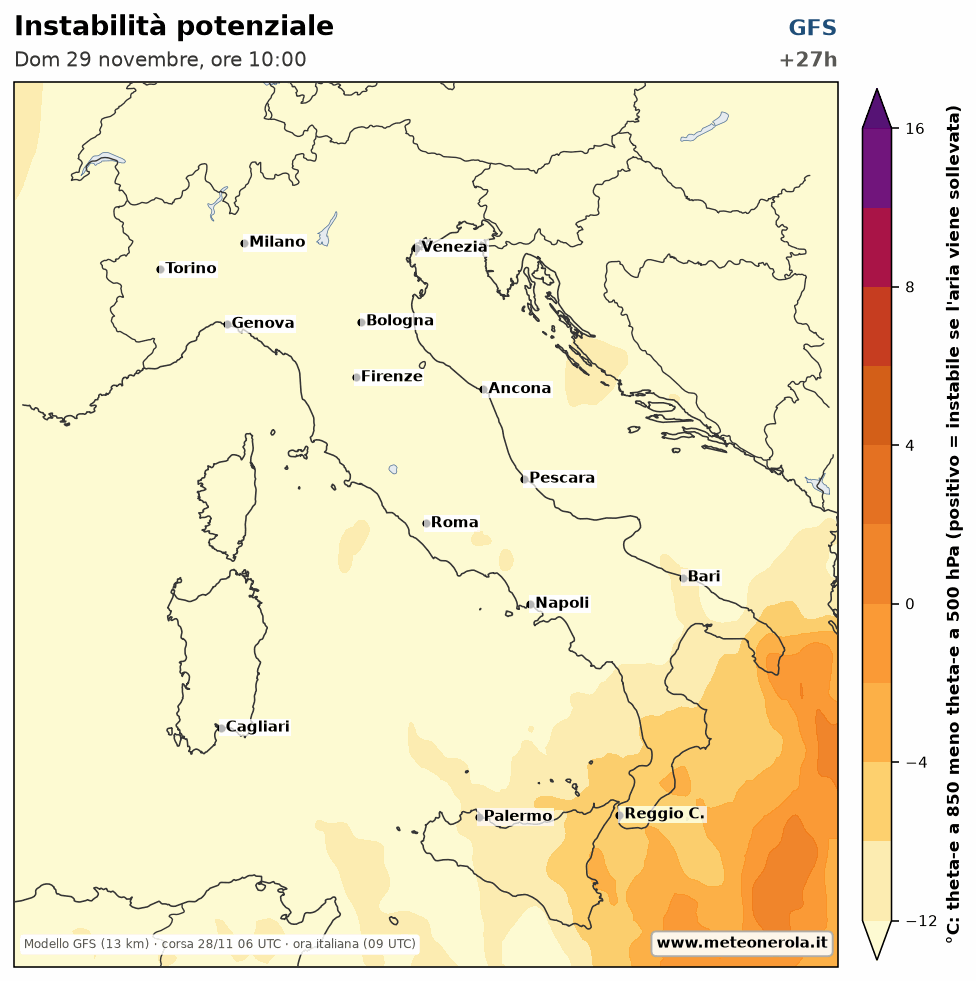 Instabilità potenziale
GFS
Dom 29 novembre, ore 10:00
+27h
Milano
Venezia
Torino
Genova
Bologna
Firenze
Ancona
Pescara
Roma
Bari
Napoli
Cagliari
Palermo
Reggio C.
Modello GFS (13 km) · corsa 28/11 06 UTC · ora italiana (09 UTC)
www.meteonerola.it
16
8
4
0
−4
−12
°C: theta-e a 850 meno theta-e a 500 hPa (positivo = instabile se l'aria viene sollevata)